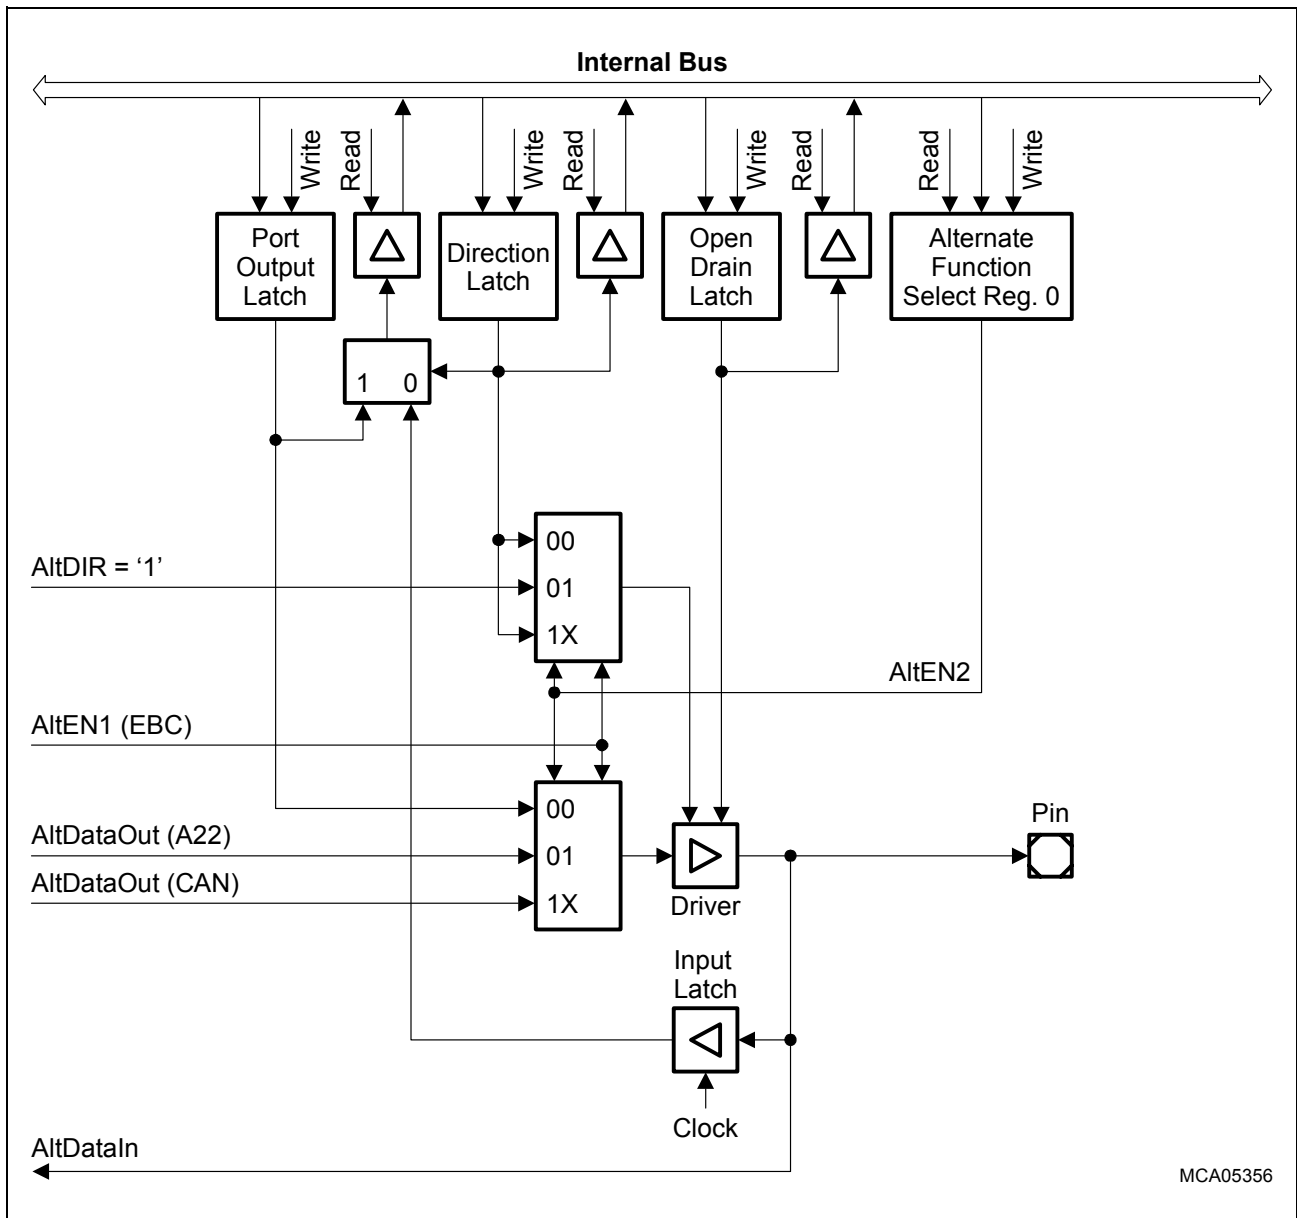 Internal Bus
Write
Read
Write
Read
Write
Read
Read
Write
Port
Output
Latch
Direction
Latch
Open
Drain
Latch
Alternate
Function
Select Reg. 0
1 0
00
AltDIR = ‘1’
01
1X
AltEN2
AltEN1 (EBC)
00
Pin
AltDataOut (A22)
01
AltDataOut (CAN)
1X
Driver
Input
Latch
Clock
AltDataIn
MCA05356